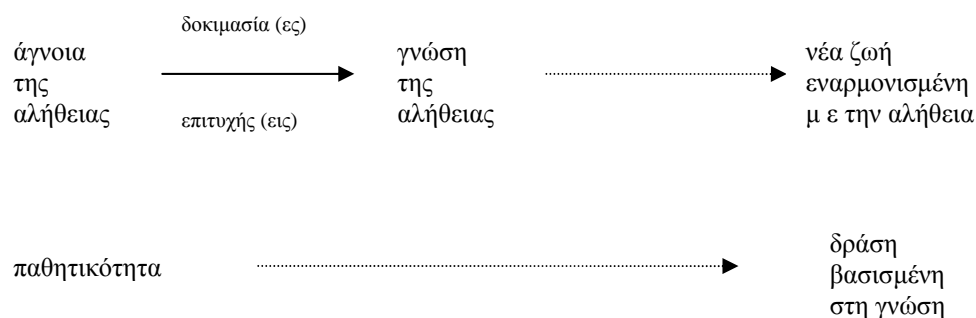 δοκιμασία (ες)
άγνοια
της
αλήθειας
επιτυχής (εις)
γνώση
της
αλήθειας
νέα ζωή
εναρμονισμένη
μ ε την αλήθεια
παθητικότητα
δράση
βασισμένη
στη γνώση